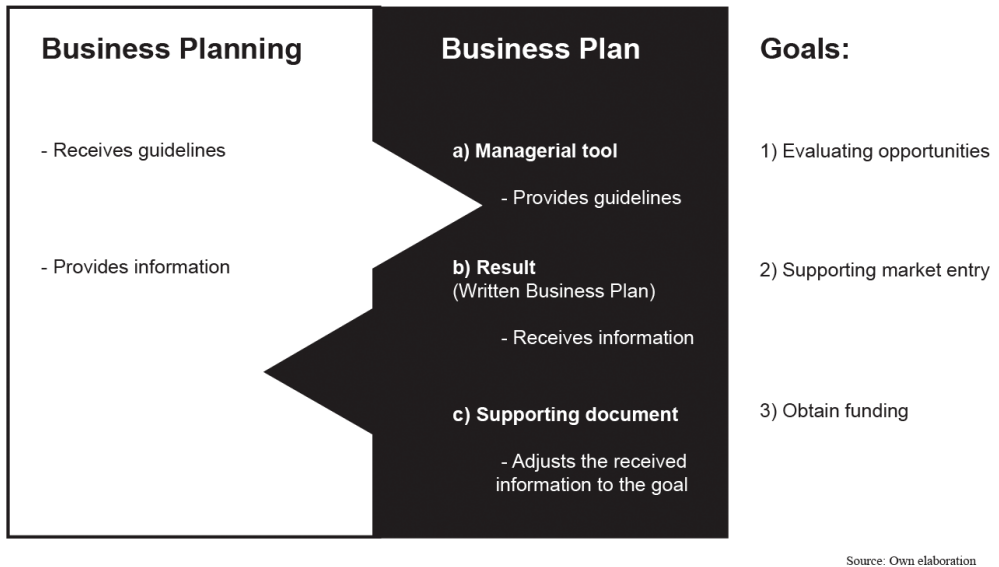 Business Planning
- Receives guidelines
- Provides information
Business Plan
a) Managerial tool
- Provides guidelines
b) Result
(Written Business Plan)
- Receives information
c) Supporting document
- Adjusts the received
information to the goal
Goals:
1) Evaluating opportunities
2) Supporting market entry
3) Obtain funding
Source: Own elaboration